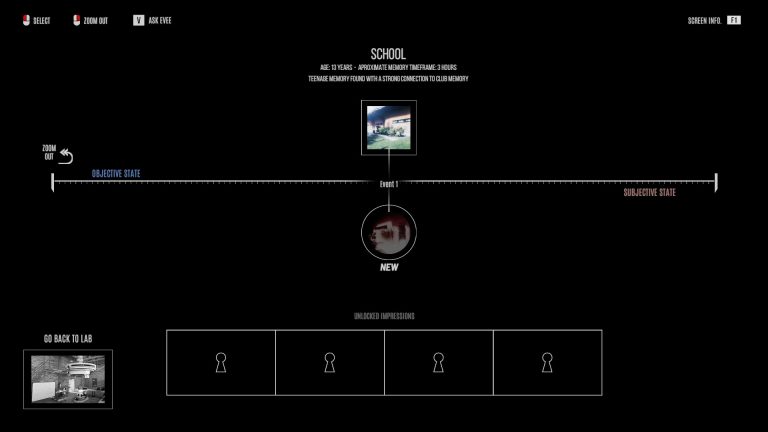 SELECT
ZOOM OUT
V
ASK EVEE
SCREEN INFO.
F1
SCHOOL
AGE: 13 YEARS - APROXIMATE MEMORY TIMEFRAME: 3 HOURS
TEENAGE MEMORY FOUND WITH A STRONG CONNECTION TO CLUB MEMORY
ZOOM
OUT
OBJECTIVE STATE
Event 1
SUBJECTIVE STATE
NEW
UNLOCKED IMPRESSIONS
GO BACK TO LAB